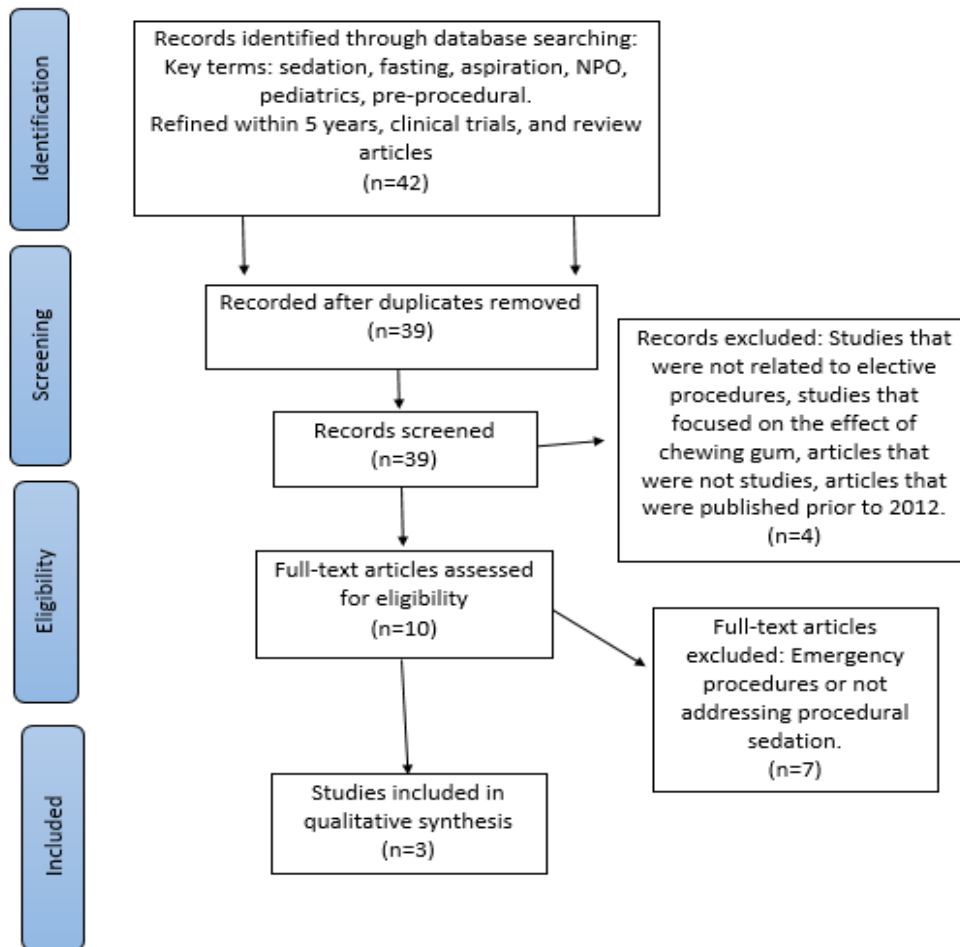 Identification
Records identified through database searching:
Key terms: sedation, fasting, aspiration, NPO,
pediatrics, pre-procedural.
Refined within 5 years, clinical trials, and review
articles
(n=42)
Screening
Recorded after duplicates removed
(n=39)
Records screened
(n=39)
Records excluded: Studies that
were not related to elective
procedures, studies that
focused on the effect of
chewing gum, articles that
were not studies, articles that
were published prior to 2012.
(n=4)
Eligibility
Full-text articles assessed
for eligibility
(n=10)
Full-text articles
excluded: Emergency
procedures or not
addressing procedural
sedation.
(n=7)
Included
Studies included in
qualitative synthesis
(n=3)